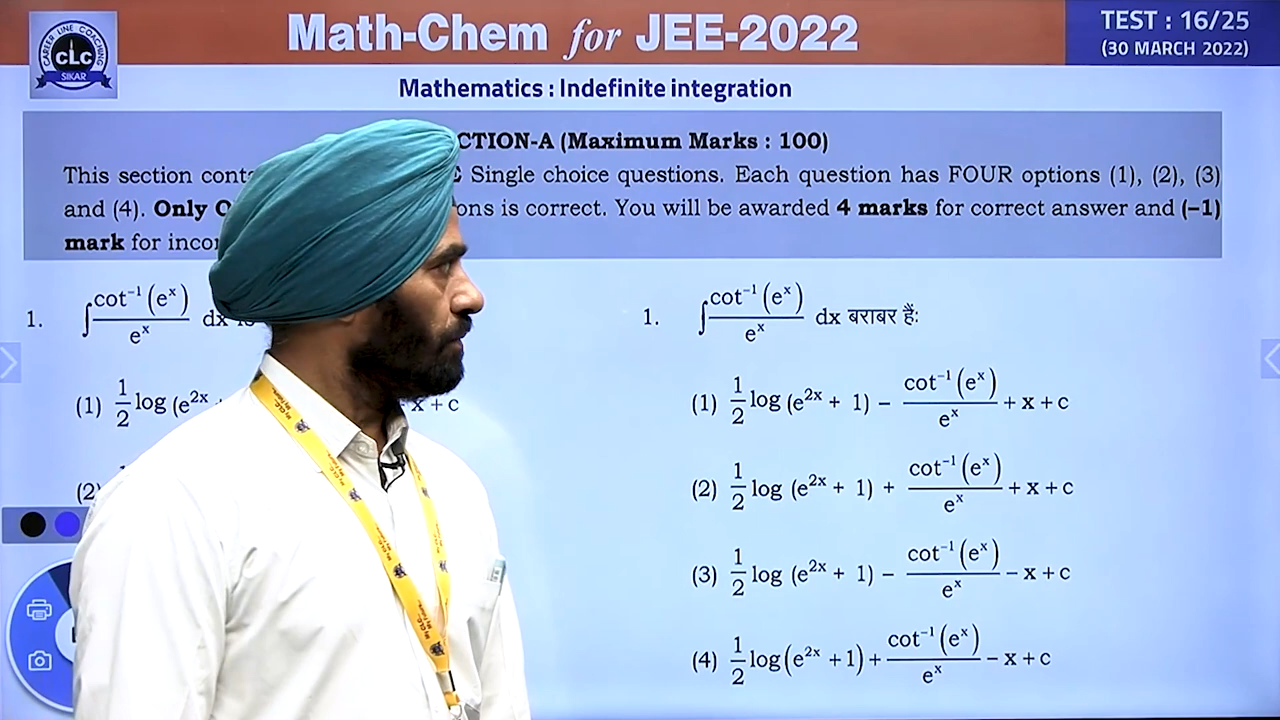 CAREER LINE COACHING
CLC
SIKAR
Math-Chem for JEE-2022
TEST : 16/25
(30 MARCH 2022)
Mathematics : Indefinite integration
CTION-A (Maximum Marks : 100)
This section Single choice questions. Each question has FOUR options (1), (2), (3)
and (4). Only is correct. You will be awarded 4 marks for correct answer and (–1)
mark for
1. ∫ cot⁻¹(eˣ)/eˣ dx
(1) 1/2 log (e²ˣ x + c
(2)
1. ∫ cot⁻¹(eˣ)/eˣ dx बराबर हैं:
(1) 1/2 log (e²ˣ + 1) – cot⁻¹(eˣ)/eˣ + x + c
(2) 1/2 log (e²ˣ + 1) + cot⁻¹(eˣ)/eˣ + x + c
(3) 1/2 log (e²ˣ + 1) – cot⁻¹(eˣ)/eˣ – x + c
(4) 1/2 log(e²ˣ +1) + cot⁻¹(eˣ)/eˣ – x + c